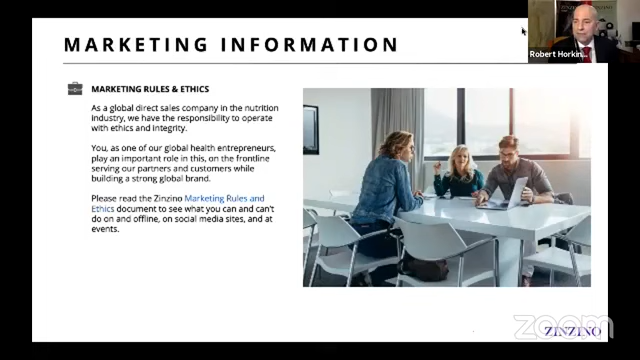 Robert Horkin...
MARKETING INFORMATION
MARKETING RULES & ETHICS
As a global direct sales company in the nutrition
industry, we have the responsibility to operate
with ethics and integrity.
You, as one of our global health entrepreneurs,
play an important role in this, on the frontline
serving our partners and customers while
building a strong global brand.
Please read the Zinzino Marketing Rules and
Ethics document to see what you can and can't
do on and offline, on social media sites, and at
events.
zoom
ZINZINO